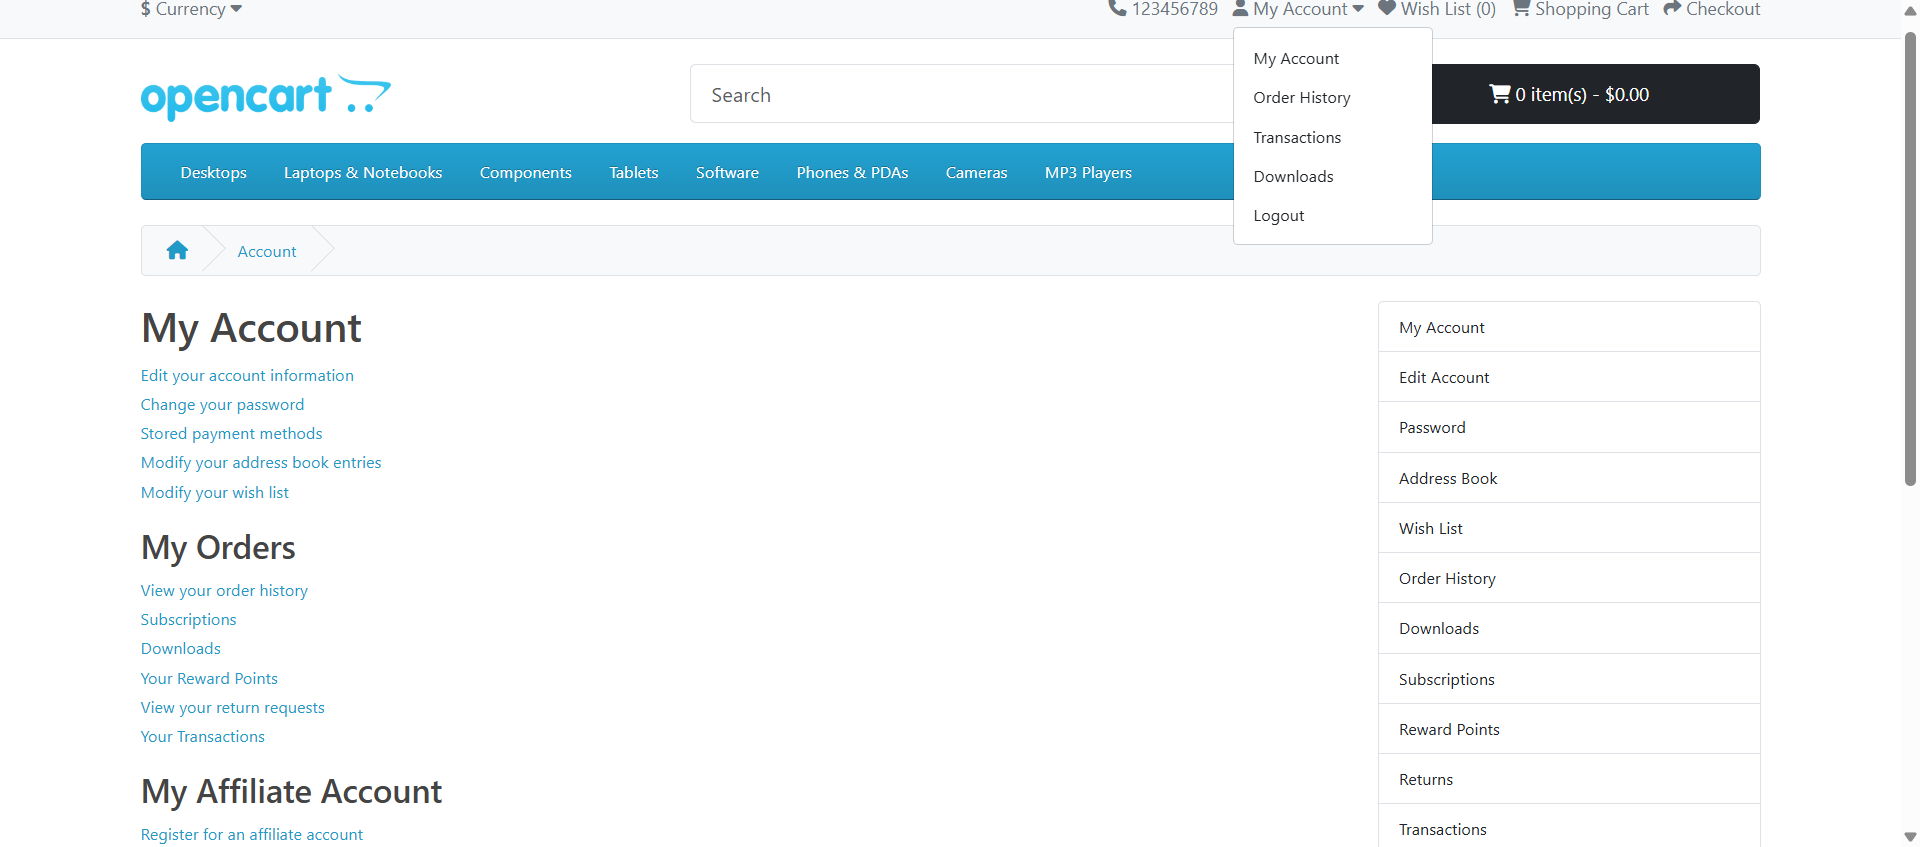 $ Currency
123456789 My Account Wish List (0) Shopping Cart Checkout
My Account
Order History
Transactions
Downloads
Logout
opencart
Search
0 item(s) - $0.00
Desktops Laptops & Notebooks Components Tablets Software Phones & PDAs Cameras MP3 Players
Account
My Account
Edit your account information
Change your password
Stored payment methods
Modify your address book entries
Modify your wish list
My Orders
View your order history
Subscriptions
Downloads
Your Reward Points
View your return requests
Your Transactions
My Affiliate Account
Register for an affiliate account
My Account
Edit Account
Password
Address Book
Wish List
Order History
Downloads
Subscriptions
Reward Points
Returns
Transactions